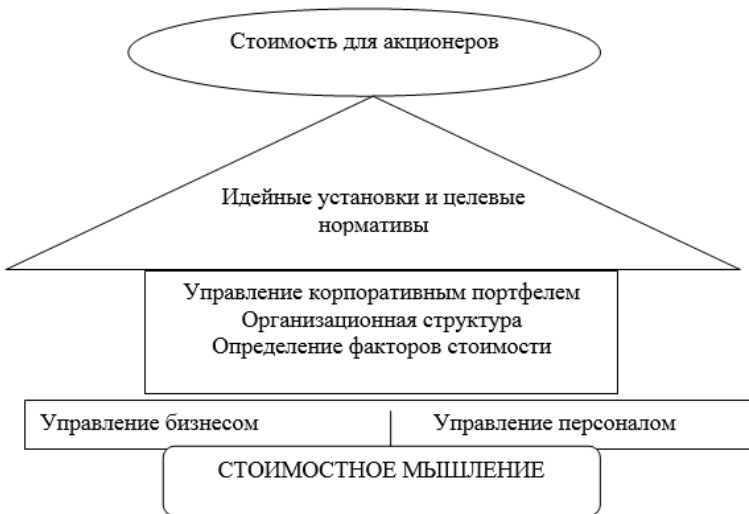 Стоимость для акционеров
Идейные установки и целевые
нормативы
Управление корпоративным портфелем
Организационная структура
Определение факторов стоимости
Управление бизнесом
Управление персоналом
СТОИМОСТНОЕ МЫШЛЕНИЕ